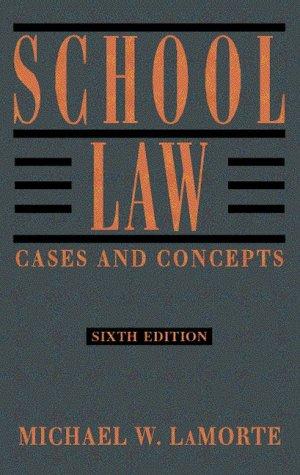 SCHOOL
LAW
CASES AND CONCEPTS
SIXTH EDITION
MICHAEL W. LAMORTE